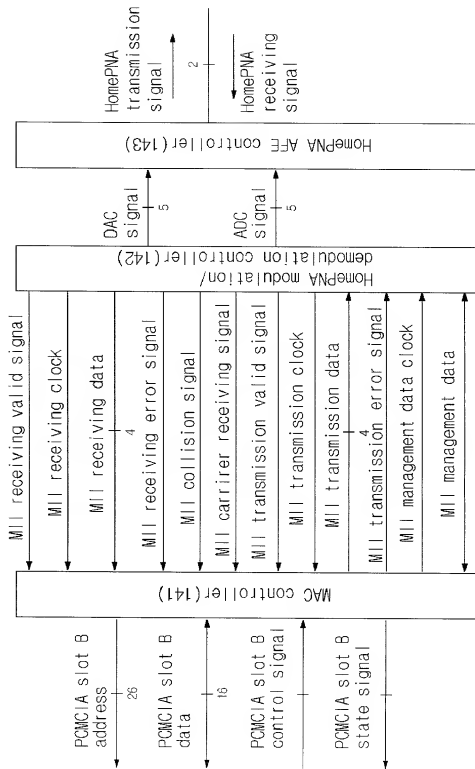 PCMCIA slot B
address
26
PCMCIA slot B
data
16
PCMCIA slot B
control signal
PCMCIA slot B
state signal
MAC controller(141)
MII receiving valid signal
MII receiving clock
MII receiving data
4
MII receiving error signal
MII collision signal
MII carrirer receiving signal
MII transmission valid signal
MII transmission clock
MII transmission data
4
MII transmission error signal
MII management data clock
MII management data
HomePNA modulation/
demodulation controller(142)
DAC
signal
5
ADC
signal
5
HomePNA AFE controller(143)
HomePNA
transmission
signal
2
HomePNA
receiving
signal